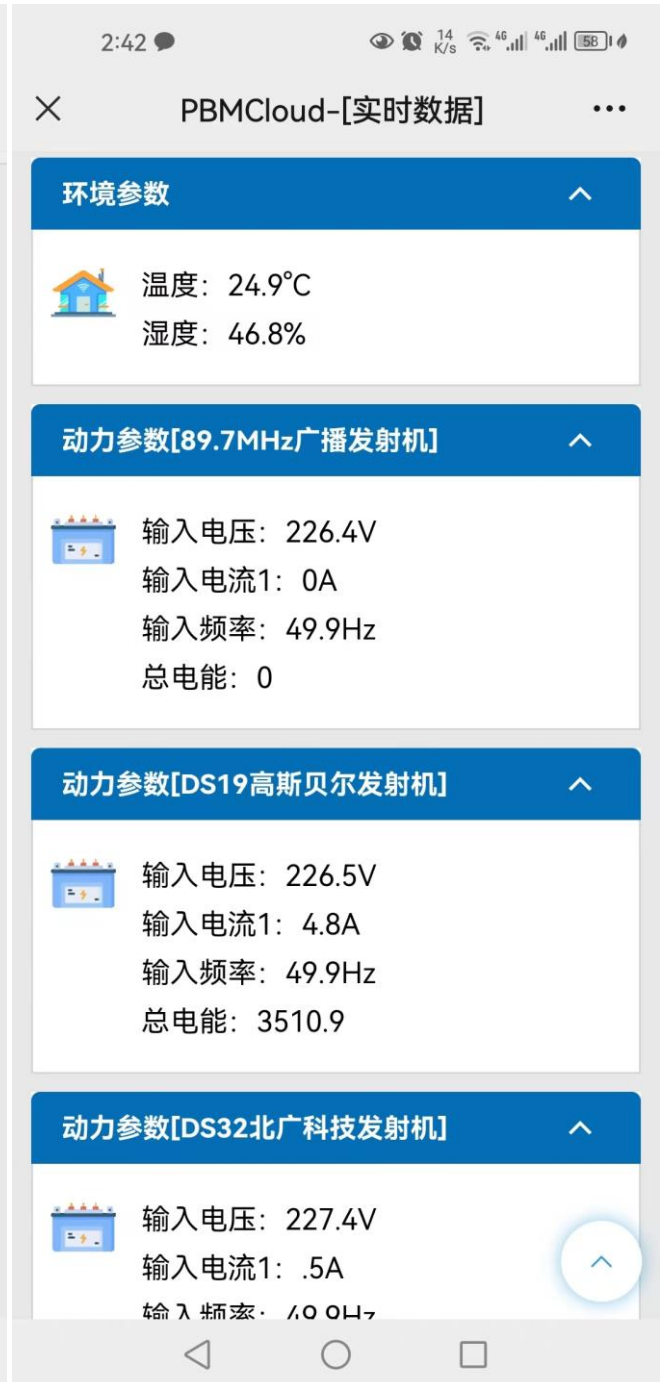 2:42
14
K/s
4G
4G
58
PBMCloud-[实时数据]
环境参数
温度：24.9°C
湿度：46.8%
动力参数[89.7MHz广播发射机]
输入电压：226.4V
输入电流1：0A
输入频率：49.9Hz
总电能：0
动力参数[DS19高斯贝尔发射机]
输入电压：226.5V
输入电流1：4.8A
输入频率：49.9Hz
总电能：3510.9
动力参数[DS32北广科技发射机]
输入电压：227.4V
输入电流1：.5A
输入频率：49.9Hz